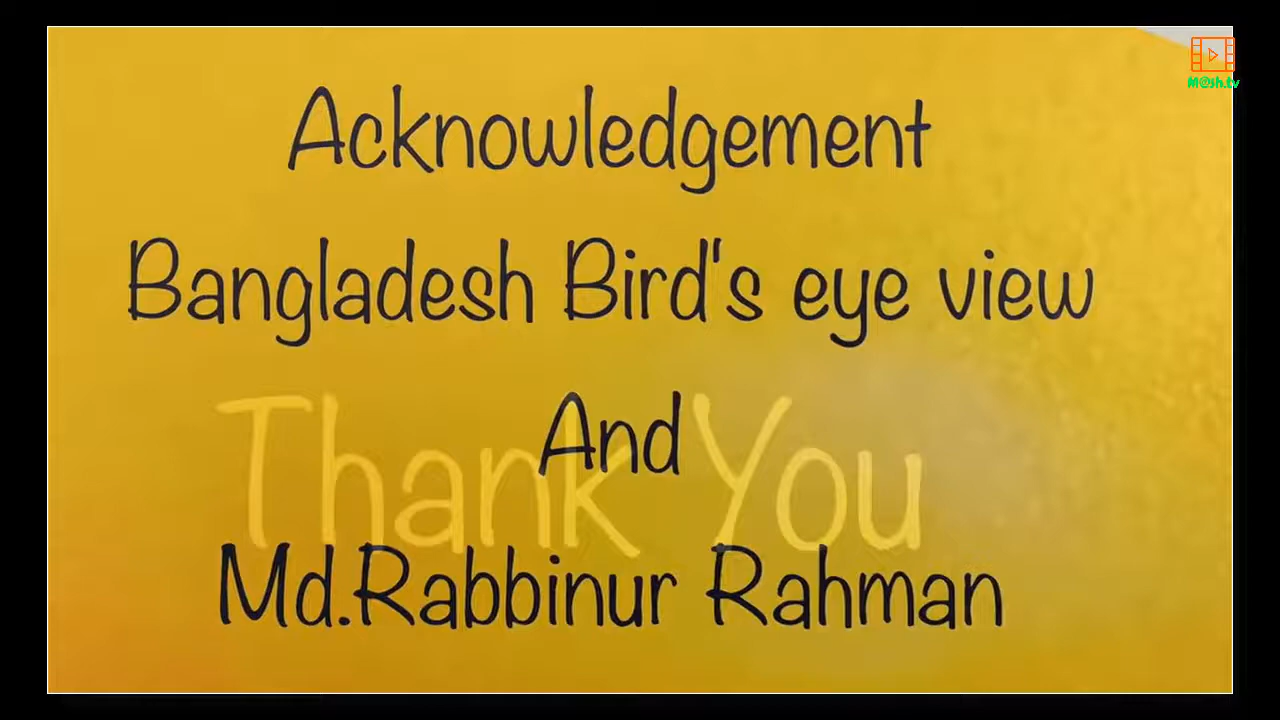 Acknowledgement
Bangladesh Bird's eye view
And
Thank You
Md.Rabbinur Rahman
M@sh.tv